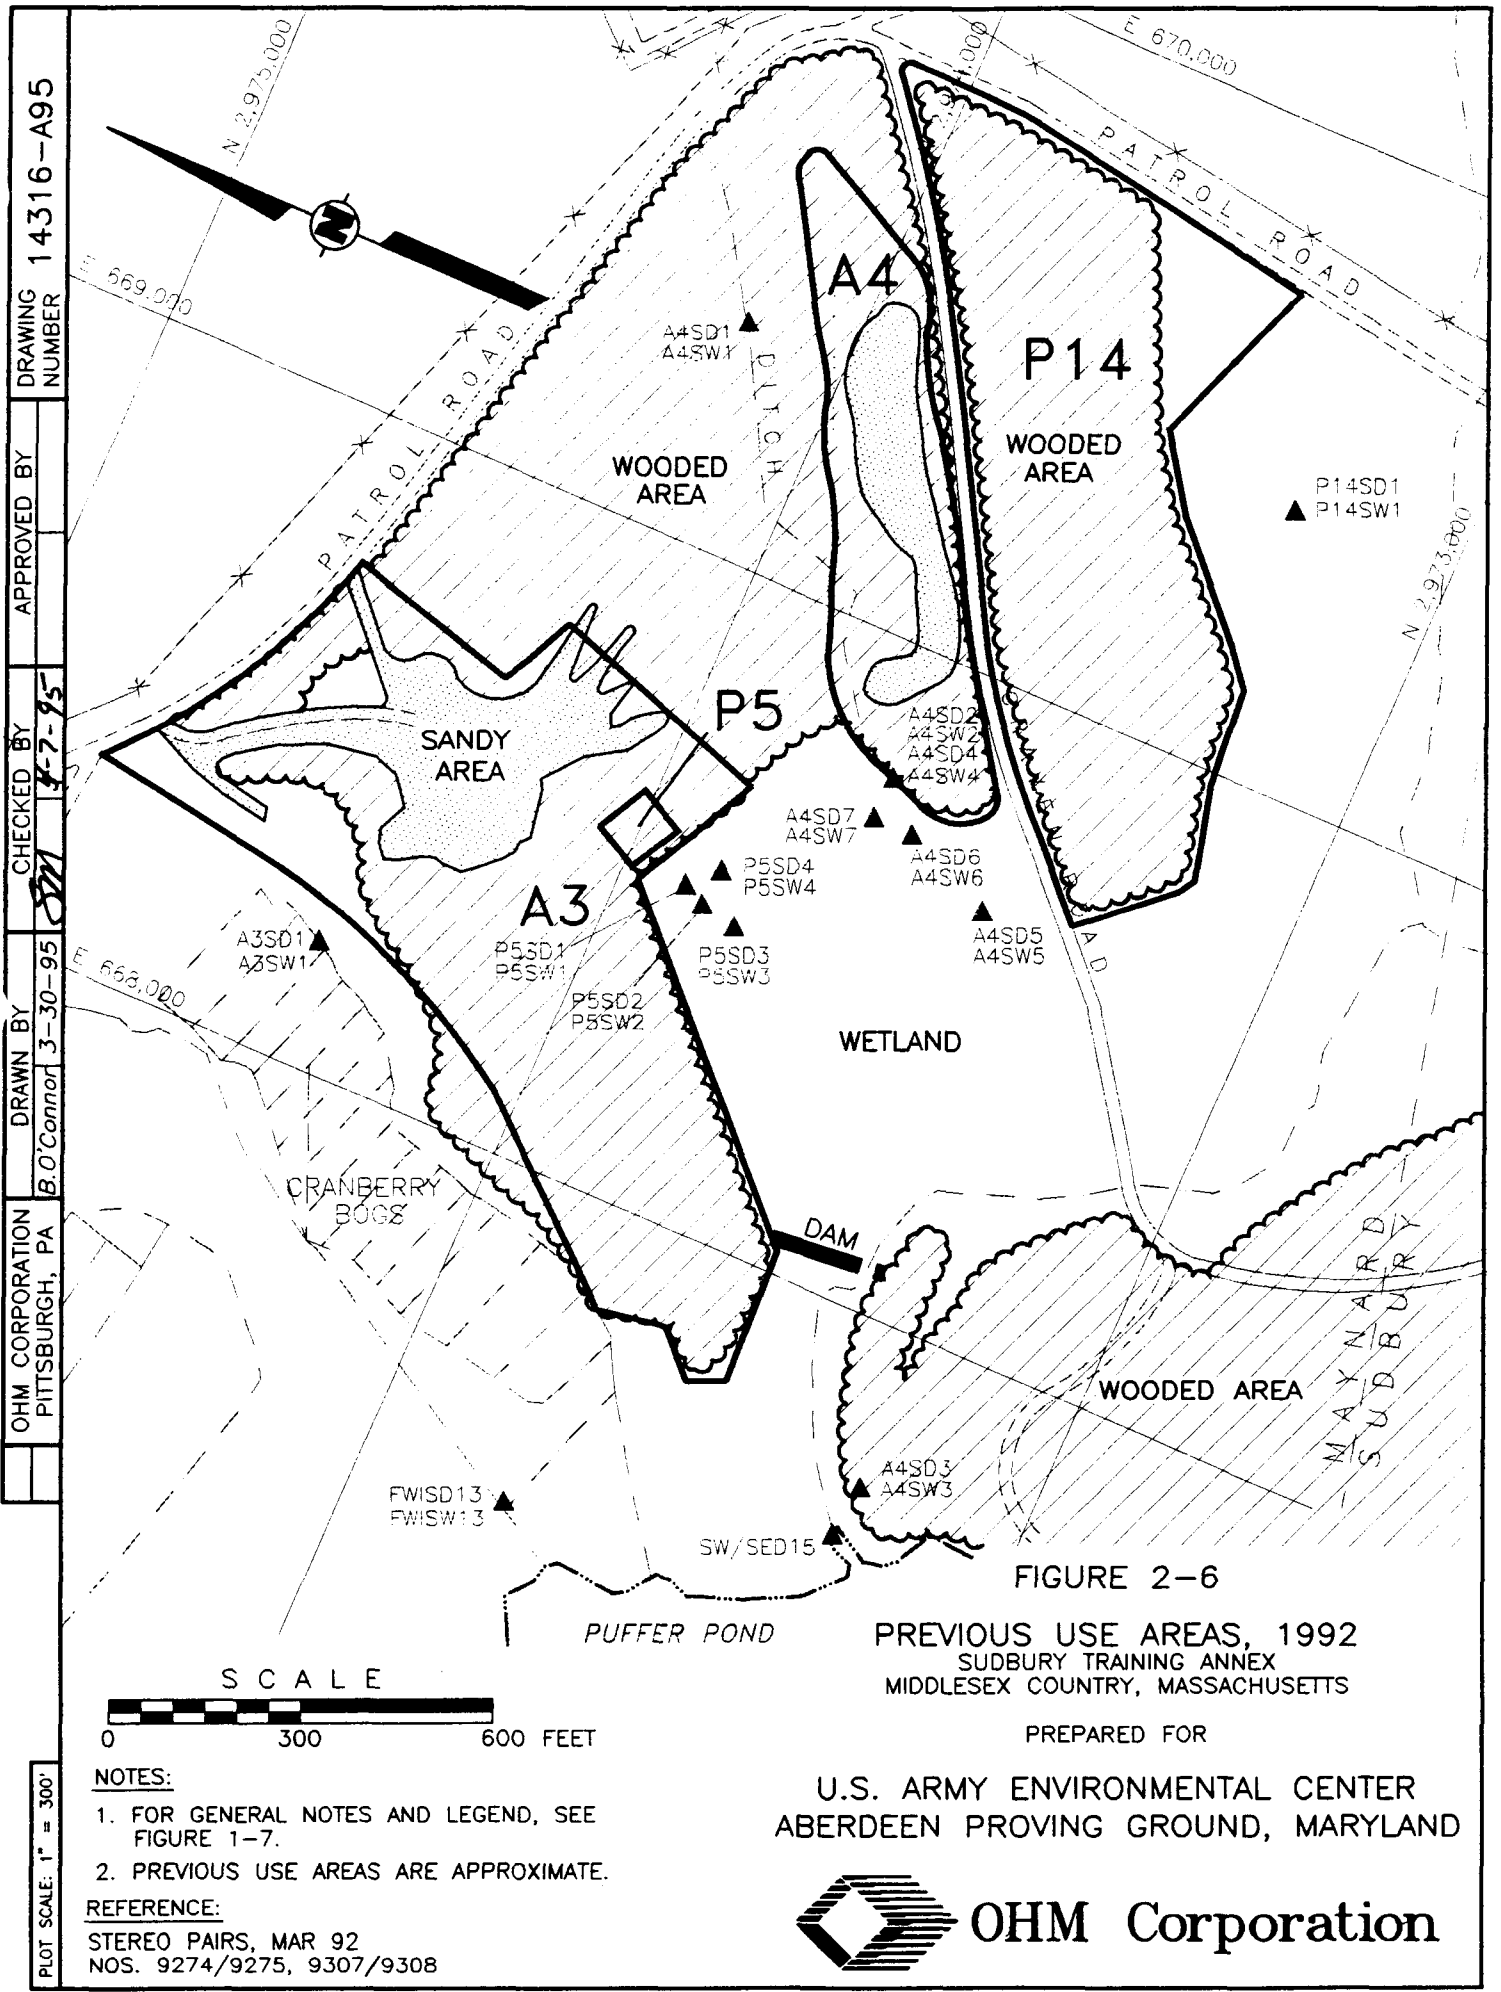 DRAWING NUMBER 14316-A95
APPROVED BY
CHECKED BY
4-7-95
DRAWN BY
B.O'Connor 3-30-95
OHM CORPORATION
PITTSBURGH, PA
PLOT SCALE: 1" = 300'
N 2,975,000
E 670,000
PATROL ROAD
E 669,000
PATROL ROAD
N
A4
A4SD1
A4SW1
DITCH
P14
WOODED
AREA
WOODED
AREA
P14SD1
P14SW1
N 2,973,000
P5
SANDY
AREA
A4SD2
A4SW2
A4SD4
A4SW4
A4SD7
A4SW7
A4SD6
A4SW6
P5SD4
P5SW4
A3
A3SD1
A3SW1
P5SD1
P5SW1
P5SD3
P5SW3
A4SD5
A4SW5
E 668,000
P5SD2
P5SW2
WETLAND
CRANBERRY
BOGS
DAM
MAYNARD
SUDBURY
WOODED AREA
A4SD3
A4SW3
FWISD13
FWISW13
SW/SED15
PUFFER POND
FIGURE 2-6
PREVIOUS USE AREAS, 1992
SUDBURY TRAINING ANNEX
MIDDLESEX COUNTRY, MASSACHUSETTS
PREPARED FOR
U.S. ARMY ENVIRONMENTAL CENTER
ABERDEEN PROVING GROUND, MARYLAND
OHM Corporation
SCALE
0 300 600 FEET
NOTES:
1. FOR GENERAL NOTES AND LEGEND, SEE
FIGURE 1-7.
2. PREVIOUS USE AREAS ARE APPROXIMATE.
REFERENCE:
STEREO PAIRS, MAR 92
NOS. 9274/9275, 9307/9308